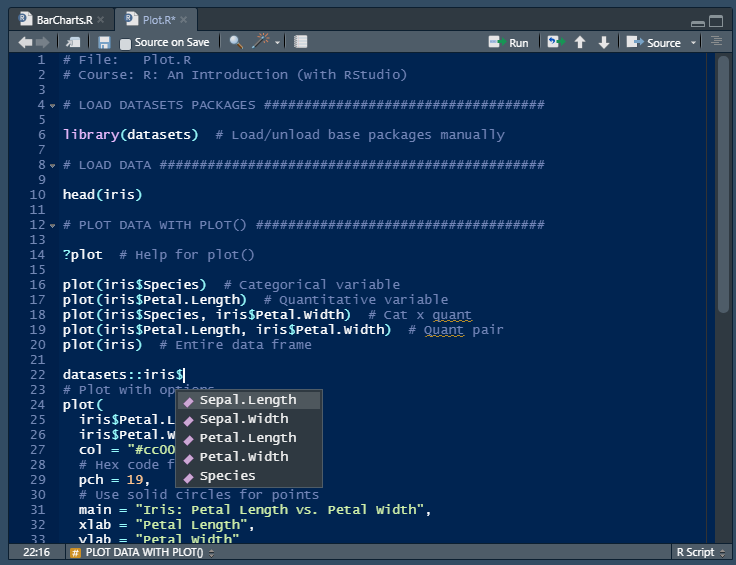 BarCharts.R
Plot.R*
Source on Save
Run
Source
1 # File:   Plot.R
2 # Course: R: An Introduction (with RStudio)
3
4 # LOAD DATASETS PACKAGES ###################################
5
6 library(datasets)  # Load/unload base packages manually
7
8 # LOAD DATA ################################################
9
10 head(iris)
11
12 # PLOT DATA WITH PLOT() ####################################
13
14 ?plot  # Help for plot()
15
16 plot(iris$Species)  # Categorical variable
17 plot(iris$Petal.Length)  # Quantitative variable
18 plot(iris$Species, iris$Petal.Width)  # Cat x quant
19 plot(iris$Petal.Length, iris$Petal.Width)  # Quant pair
20 plot(iris)  # Entire data frame
21
22 datasets::iris$
23 # Plot with options
Sepal.Length
Sepal.Width
Petal.Length
Petal.Width
Species
24 plot(
25   iris$Petal.L
26   iris$Petal.W
27   col = "#cc00
28   # Hex code f
29   pch = 19,
30   # Use solid circles for points
31   main = "Iris: Petal Length vs. Petal Width",
32   xlab = "Petal Length",
33   ylab = "Petal Width"
22:16
# PLOT DATA WITH PLOT()
R Script